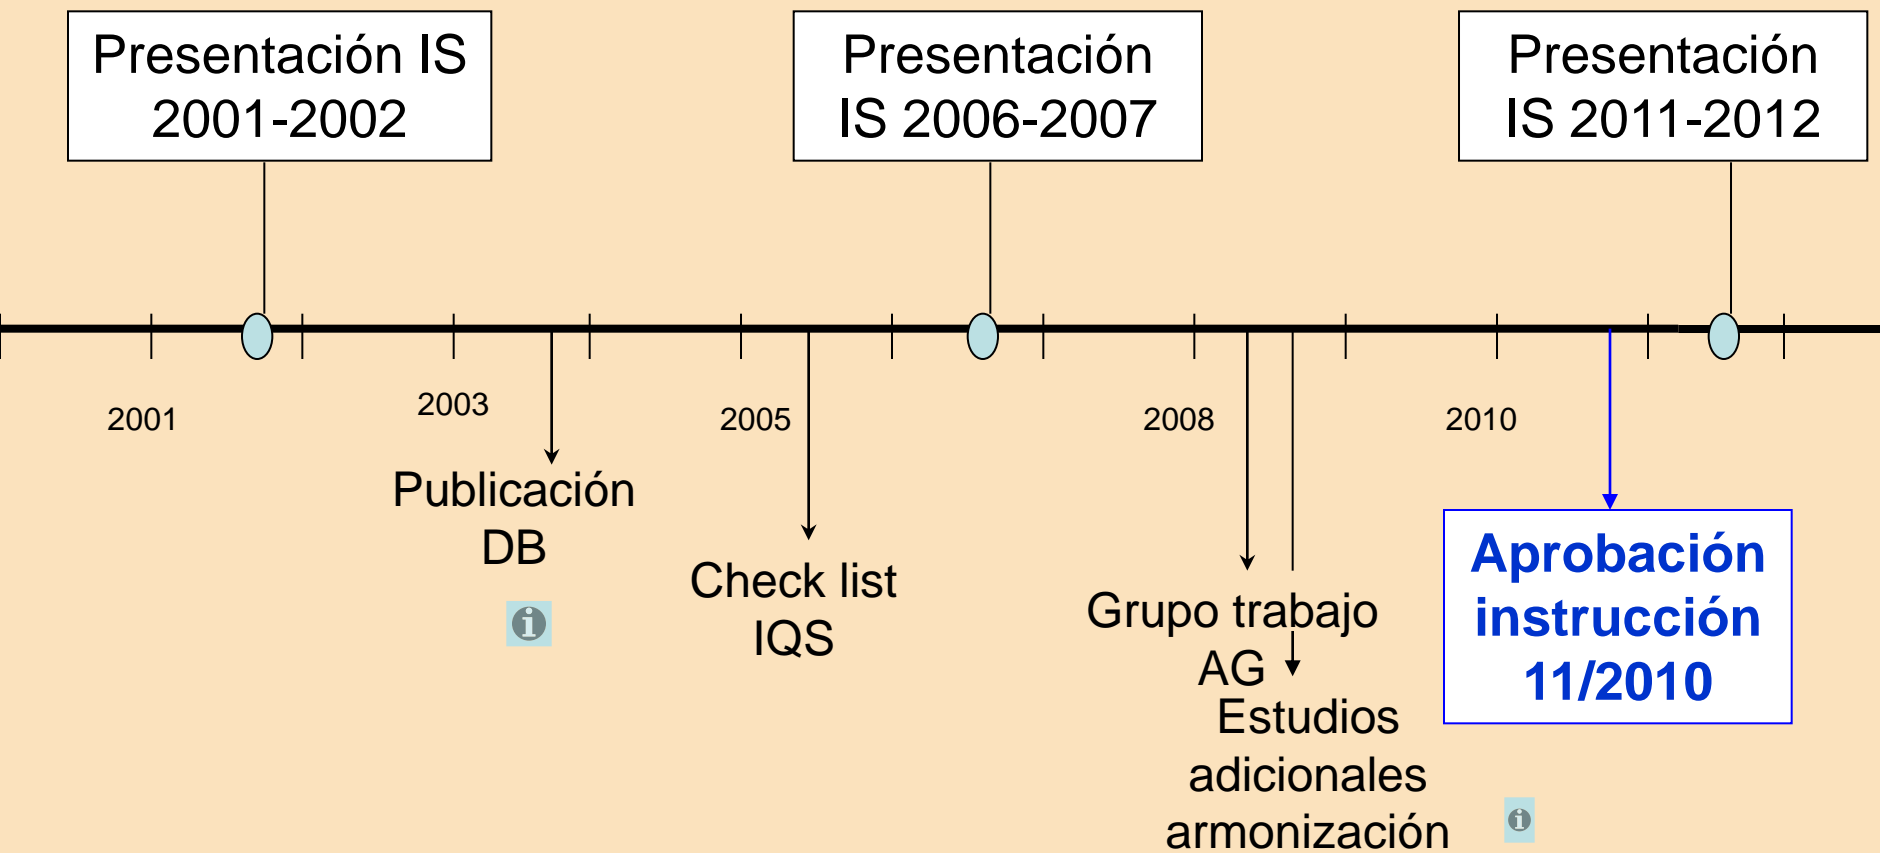 Presentación IS
2001-2002
Presentación
IS 2006-2007
Presentación
IS 2011-2012
2001
2003
2005
2008
2010
Publicación
DB
Check list
IQS
Grupo trabajo
AG
Estudios
adicionales
armonización
Aprobación
instrucción
11/2010